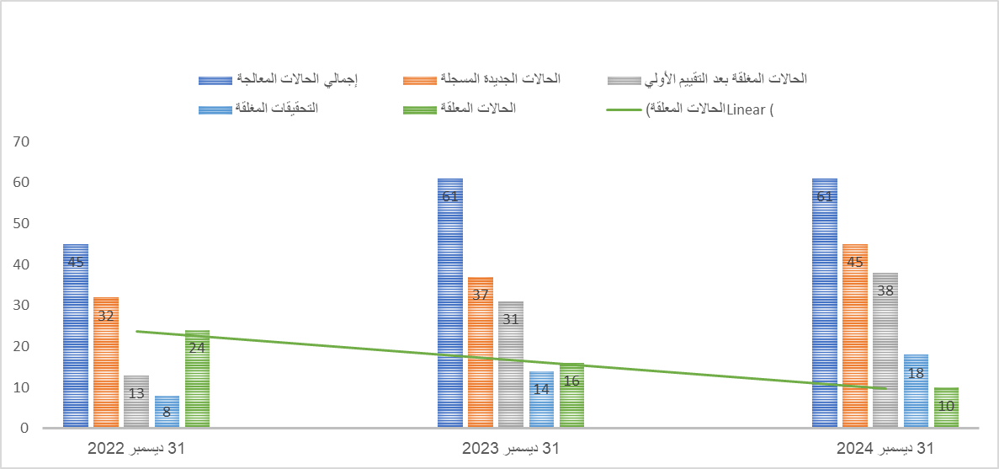 إجمالي الحالات المعالجة
الحالات الجديدة المسجلة
الحالات المغلقة بعد التقييم الأولي
التحقيقات المغلقة
الحالات المعلقة
Linear (الحالات المعلقة)
70
60
50
40
30
20
10
0
45
32
13
8
24
61
37
31
14
16
61
45
38
18
10
31 ديسمبر 2022
31 ديسمبر 2023
31 ديسمبر 2024